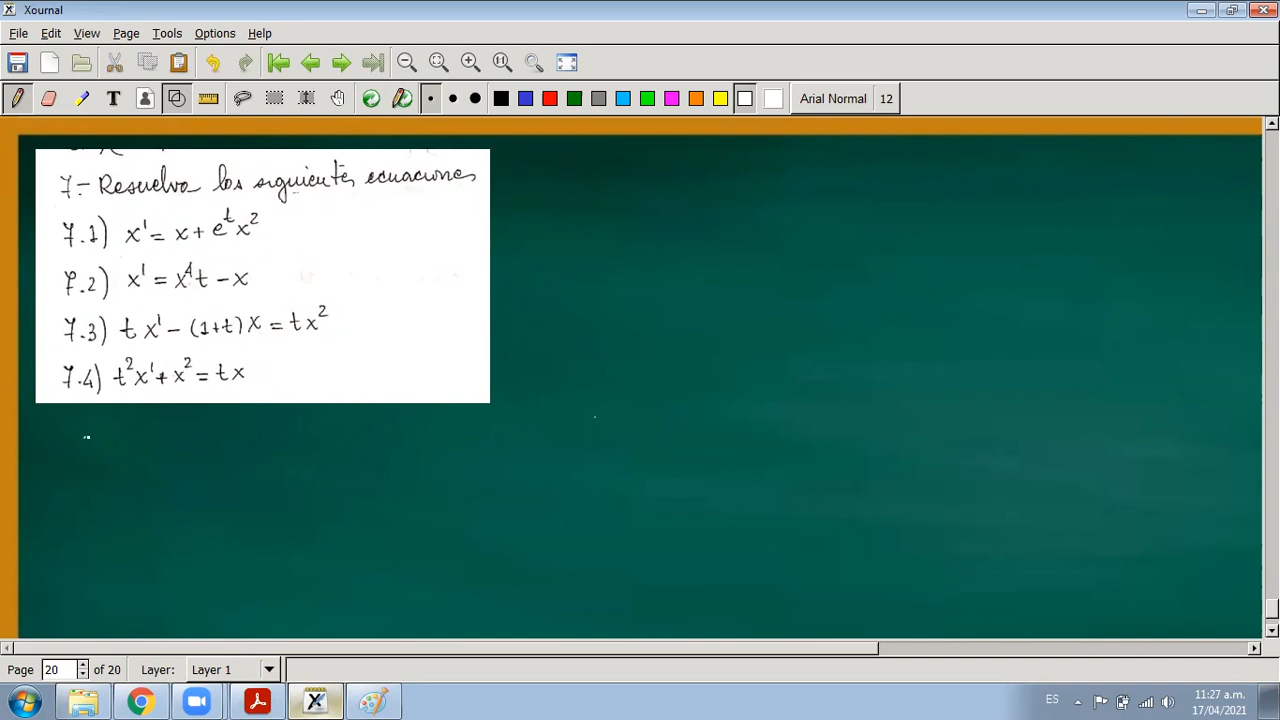 Xournal
File Edit View Page Tools Options Help
Arial Normal 12
7.- Resuelva las siguientes ecuaciones
7.1) x' = x + e^t x^2
7.2) x' = x^4 t - x
7.3) t x' - (1+t) x = t x^2
7.4) t^2 x' + x^2 = t x
Page 20 of 20 Layer: Layer 1
ES 11:27 a.m.
17/04/2021